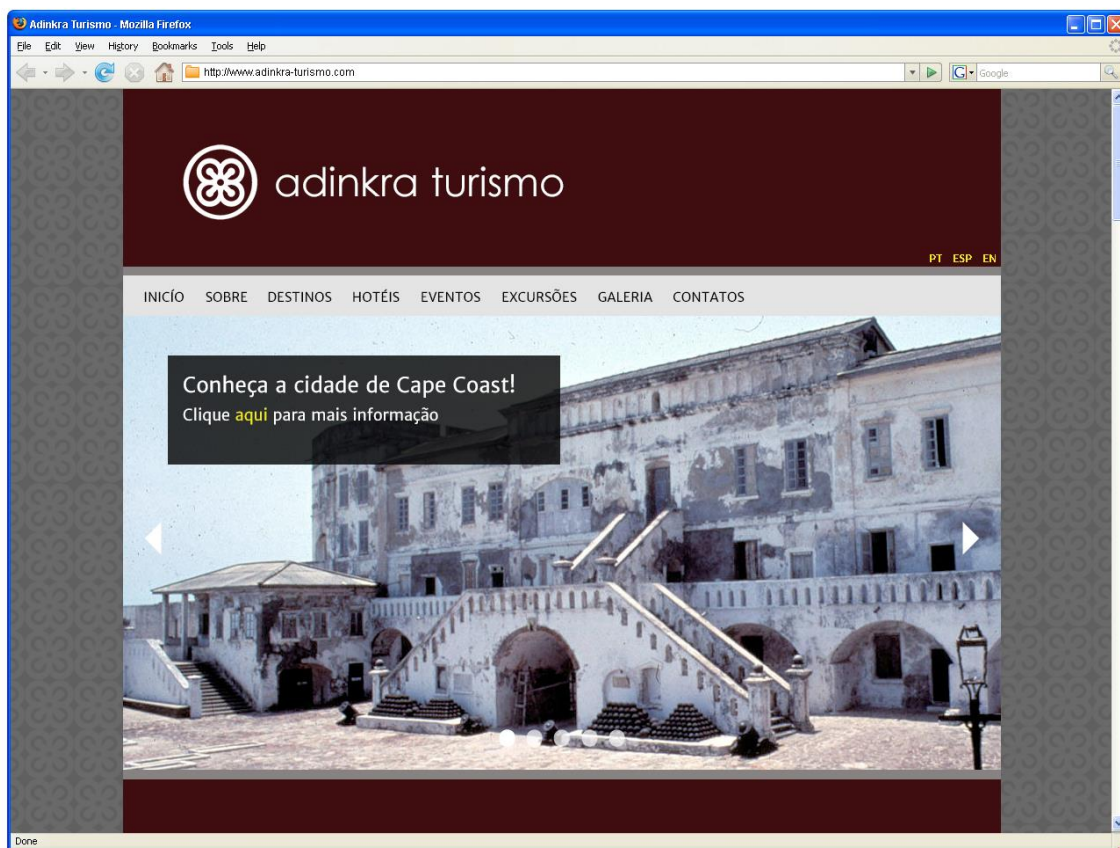 Adinkra Turismo - Mozilla Firefox
File Edit View History Bookmarks Tools Help
http://www.adinkra-turismo.com
G Google
adinkra turismo
PT ESP EN
INICÍO SOBRE DESTINOS HOTÉIS EVENTOS EXCURSÕES GALERIA CONTATOS
Conheça a cidade de Cape Coast!
Clique aqui para mais informação
Done